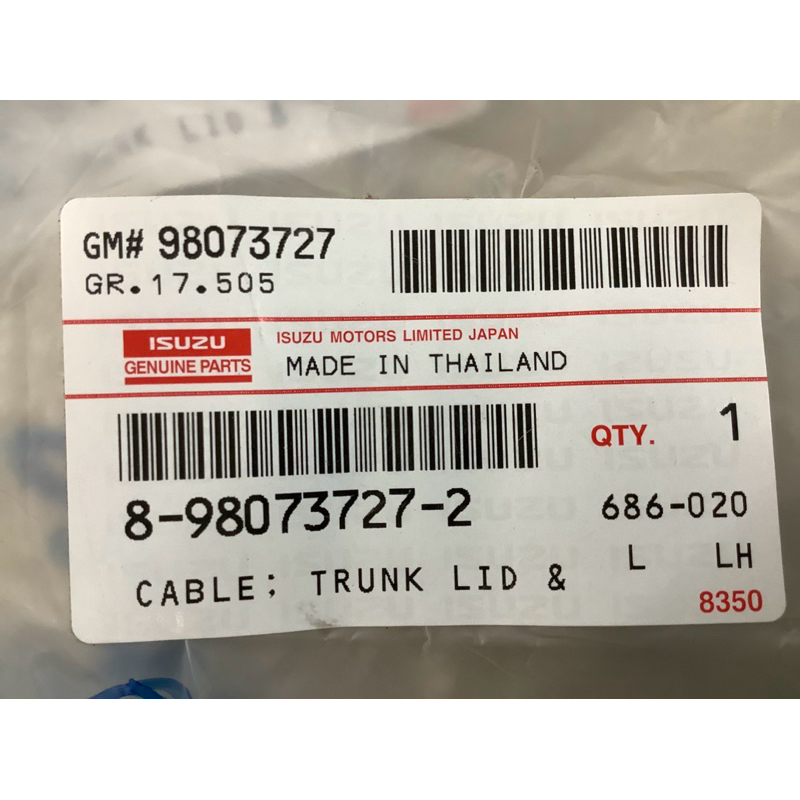 GM# 98073727
GR.17.505
ISUZU
GENUINE PARTS
ISUZU MOTORS LIMITED JAPAN
MADE IN THAILAND
QTY. 1
8-98073727-2
686-020
L LH
CABLE; TRUNK LID &
8350